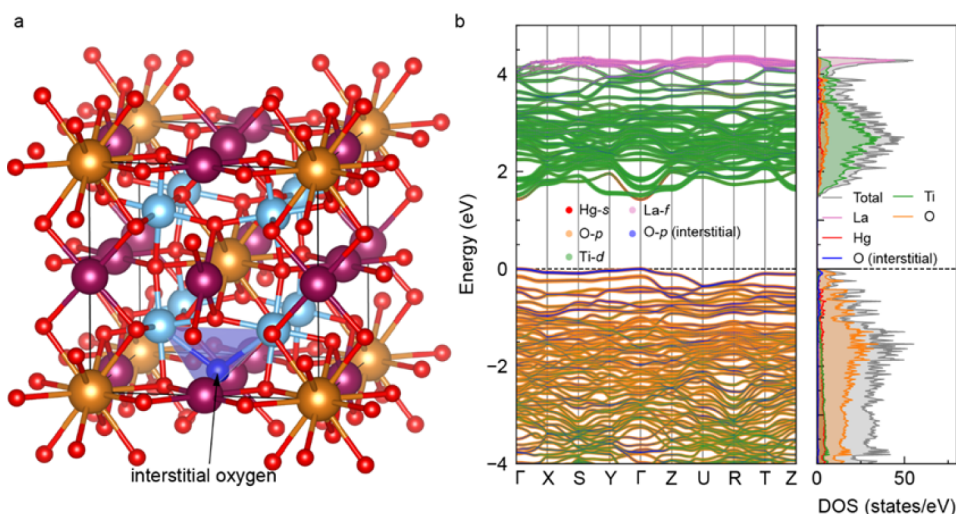 a
interstitial oxygen
b
Energy (eV)
4
2
0
−2
−4
Hg-s
La-f
O-p
O-p (interstitial)
Ti-d
Γ X S Y Γ Z U R T Z
Total
Ti
La
O
Hg
O (interstitial)
0 50
DOS (states/eV)